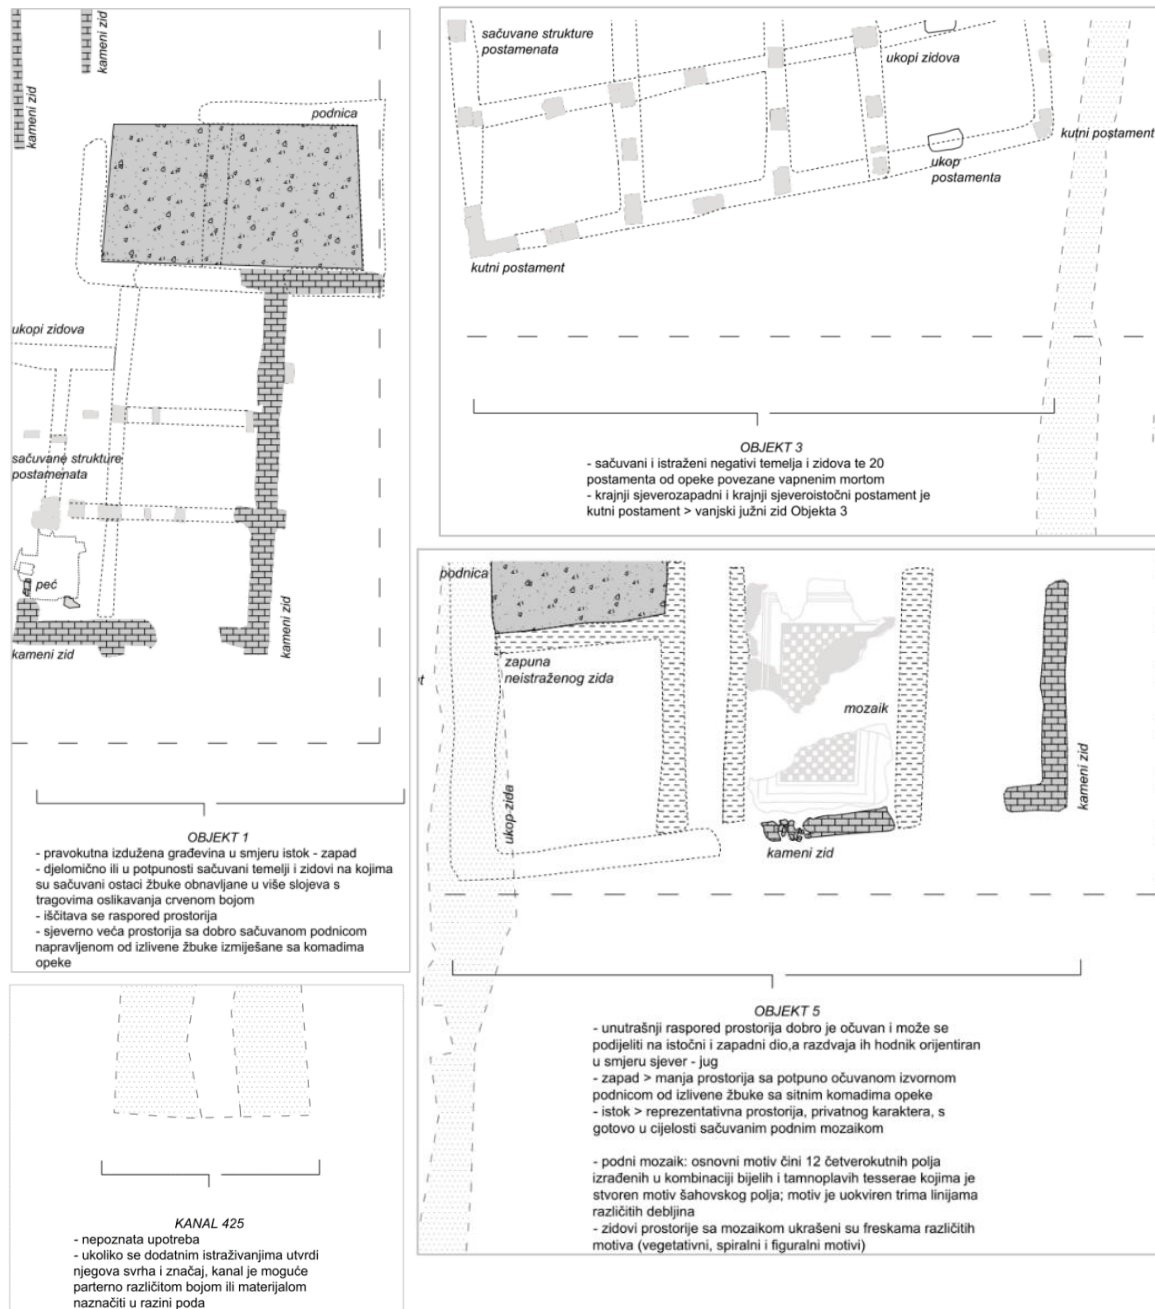 kameni zid
kameni zid
podnica
ukopi zidova
sačuvane strukture
postamenata
peć
kameni zid
kameni zid
OBJEKT 1
- pravokutna izdužena građevina u smjeru istok - zapad
- djelomično ili u potpunosti sačuvani temelji i zidovi na kojima
su sačuvani ostaci žbuke obnavljane u više slojeva s
tragovima oslikavanja crvenom bojom
- iščitava se raspored prostorija
- sjeverno veća prostorija sa dobro sačuvanom podnicom
napravljenom od izlivene žbuke izmiješane sa komadima
opeke
KANAL 425
- nepoznata upotreba
- ukoliko se dodatnim istraživanjima utvrdi
njegova svrha i značaj, kanal je moguće
parterno različitom bojom ili materijalom
naznačiti u razini poda
sačuvane strukture
postamenata
ukopi zidova
kutni postament
ukop
postamenta
kutni postament
OBJEKT 3
- sačuvani i istraženi negativi temelja i zidova te 20
postamenta od opeke povezane vapnenim mortom
- krajnji sjeverozapadni i krajnji sjeveroistočni postament je
kutni postament > vanjski južni zid Objekta 3
podnica
zapuna
neistraženog zida
mozaik
ukop zida
kameni zid
kameni zid
OBJEKT 5
- unutrašnji raspored prostorija dobro je očuvan i može se
podijeliti na istočni i zapadni dio,a razdvaja ih hodnik orijentiran
u smjeru sjever - jug
- zapad > manja prostorija sa potpuno očuvanom izvornom
podnicom od izlivene žbuke sa sitnim komadima opeke
- istok > reprezentativna prostorija, privatnog karaktera, s
gotovo u cijelosti sačuvanim podnim mozaikom
- podni mozaik: osnovni motiv čini 12 četverokutnih polja
izrađenih u kombinaciji bijelih i tamnoplavih tesserae kojima je
stvoren motiv šahovskog polja; motiv je uokviren trima linijama
različitih debljina
- zidovi prostorije sa mozaikom ukrašeni su freskama različitih
motiva (vegetativni, spiralni i figuralni motivi)